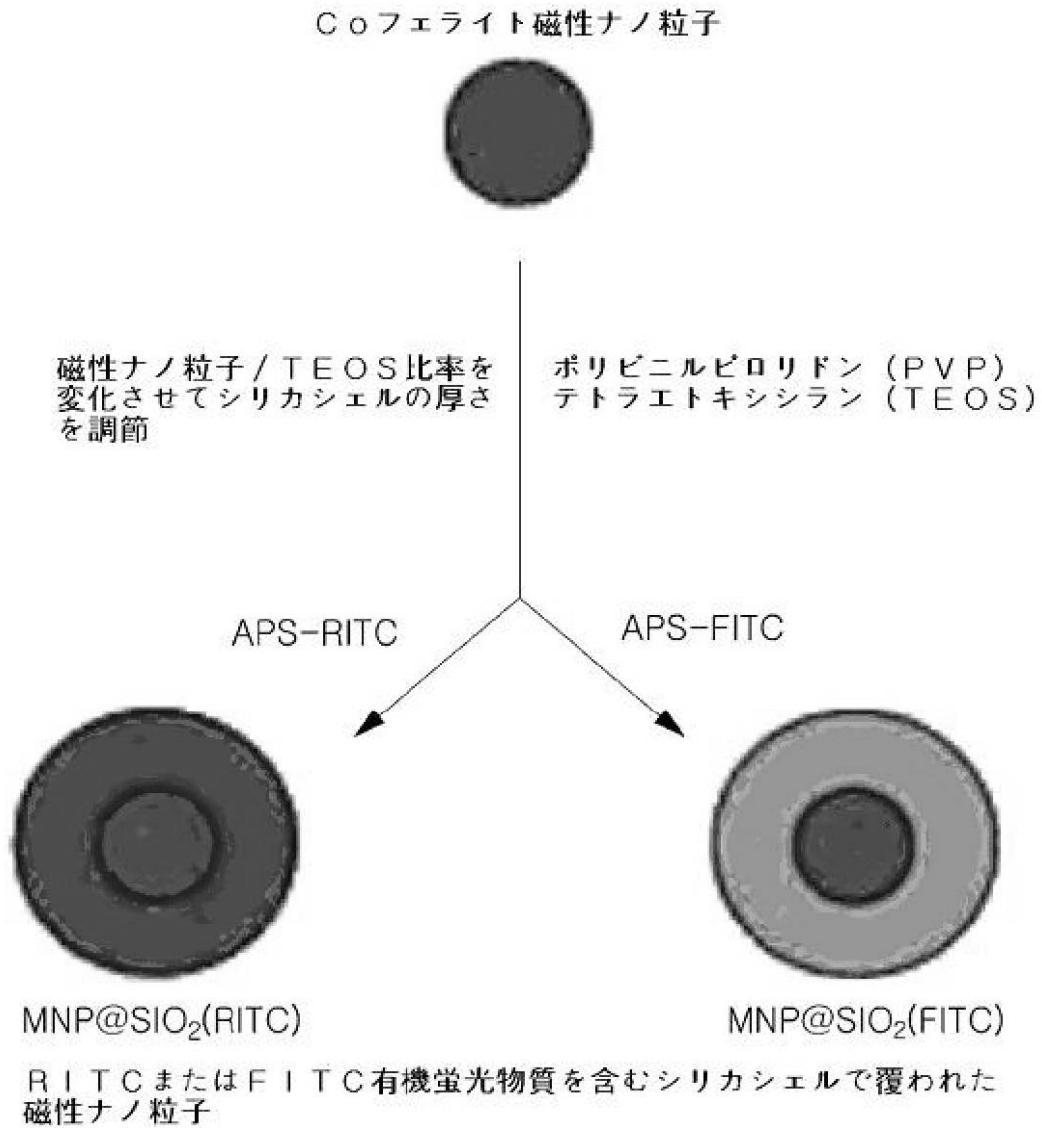 Ｃｏフェライト磁性ナノ粒子
磁性ナノ粒子／ＴＥＯＳ比率を
変化させてシリカシェルの厚さ
を調節
ポリビニルピロリドン（ＰＶＰ）
テトラエトキシシラン（ＴＥＯＳ）
APS-RITC
APS-FITC
MNP@SIO₂(RITC)
MNP@SIO₂(FITC)
ＲＩＴＣまたはＦＩＴＣ有機蛍光物質を含むシリカシェルで覆われた
磁性ナノ粒子